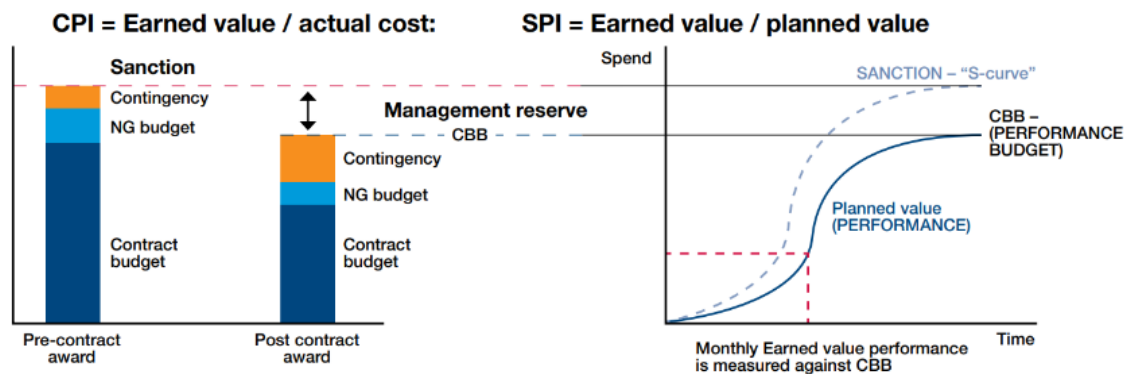 CPI = Earned value / actual cost:
Sanction
Contingency
NG budget
Contract
budget
Pre-contract
award
Management reserve
CBB
Contingency
NG budget
Contract
budget
Post contract
award
SPI = Earned value / planned value
Spend
SANCTION – “S-curve”
CBB –
(PERFORMANCE
BUDGET)
Planned value
(PERFORMANCE)
Time
Monthly Earned value performance
is measured against CBB